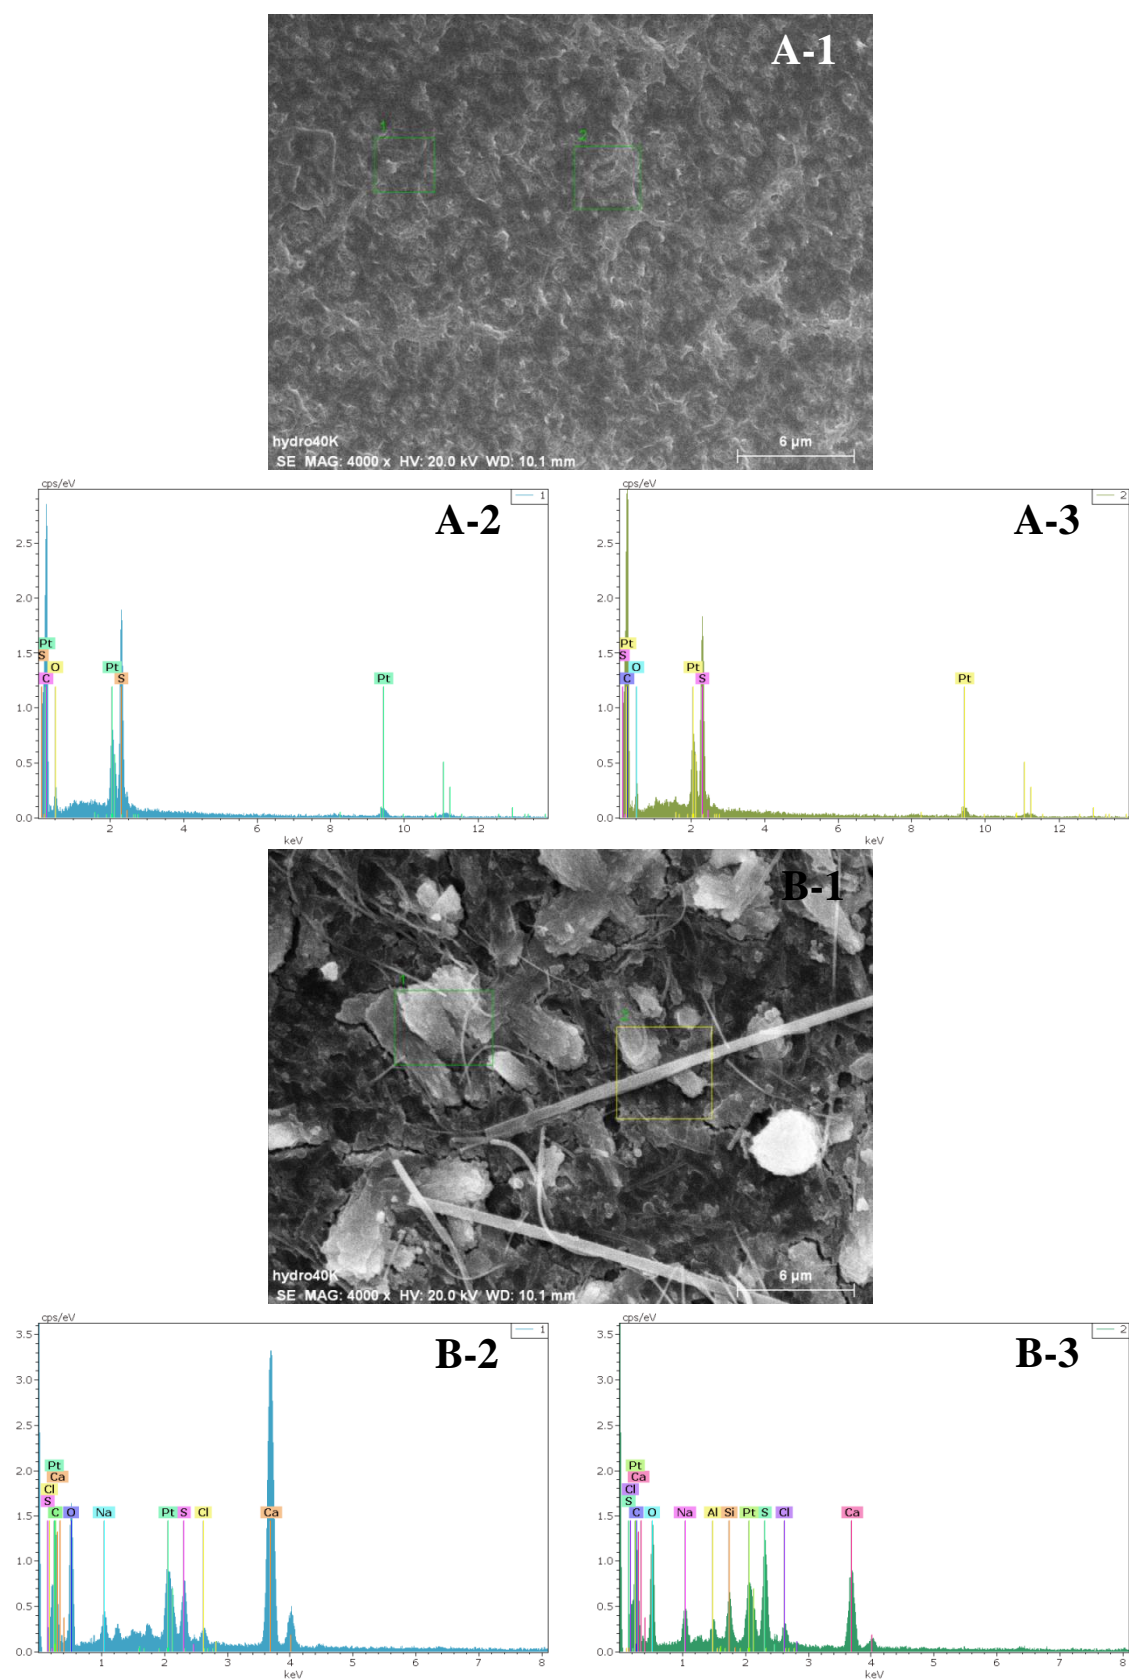 A-1
1
2
hydro40K
SE MAG: 4000 x HV: 20.0 kV WD: 10.1 mm
6 µm
cps/eV
1
A-2
2.5
2.0
Pt
S
1.5
O
Pt
C
S
Pt
1.0
0.5
0.0
2 4 6 8 10 12
keV
cps/eV
2
A-3
2.5
2.0
Pt
S
1.5
O
Pt
C
S
Pt
1.0
0.5
0.0
2 4 6 8 10 12
keV
B-1
1
2
hydro40K
SE MAG: 4000 x HV: 20.0 kV WD: 10.1 mm
6 µm
cps/eV
1
3.5
B-2
3.0
2.5
2.0
Pt
Ca
Cl
S
1.5
C O Na Pt S Cl Ca
1.0
0.5
0.0
1 2 3 4 5 6 7 8
keV
cps/eV
2
3.5
B-3
3.0
2.5
2.0
Pt
Ca
Cl
S
1.5
C O Na Al Si Pt S Cl Ca
1.0
0.5
0.0
1 2 3 4 5 6 7 8
keV